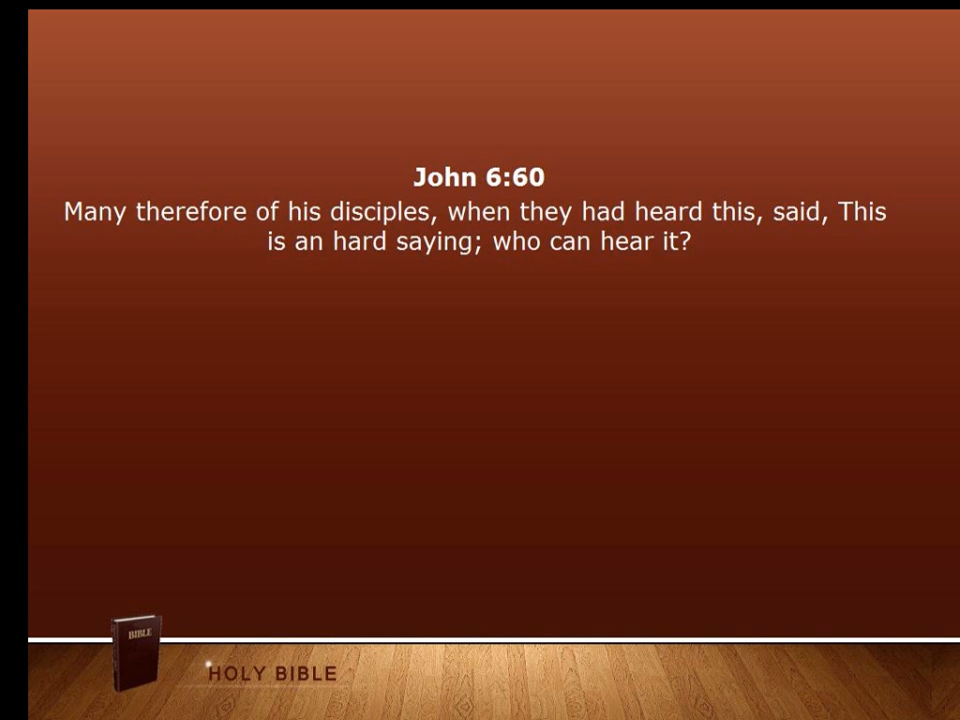 John 6:60
Many therefore of his disciples, when they had heard this, said, This
is an hard saying; who can hear it?
BIBLE
HOLY BIBLE